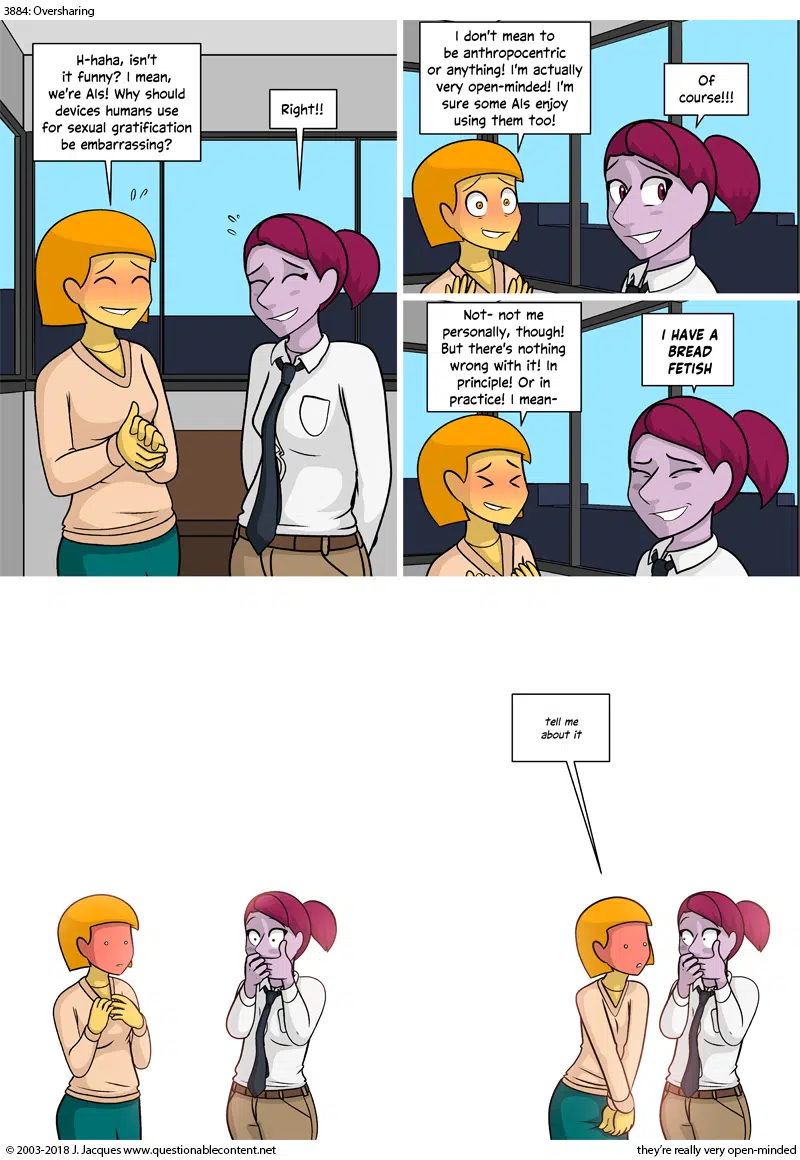 3884: Oversharing
H-haha, isn't
it funny? I mean,
we're AIs! Why should
devices humans use
for sexual gratification
be embarrassing?
Right!!
I don't mean to
be anthropocentric
or anything! I'm actually
very open-minded! I'm
sure some AIs enjoy
using them too!
Of
course!!!
Not- not me
personally, though!
But there's nothing
wrong with it! In
principle! Or in
practice! I mean-
I HAVE A
BREAD
FETISH
tell me
about it
© 2003-2018 J. Jacques www.questionablecontent.net
they're really very open-minded